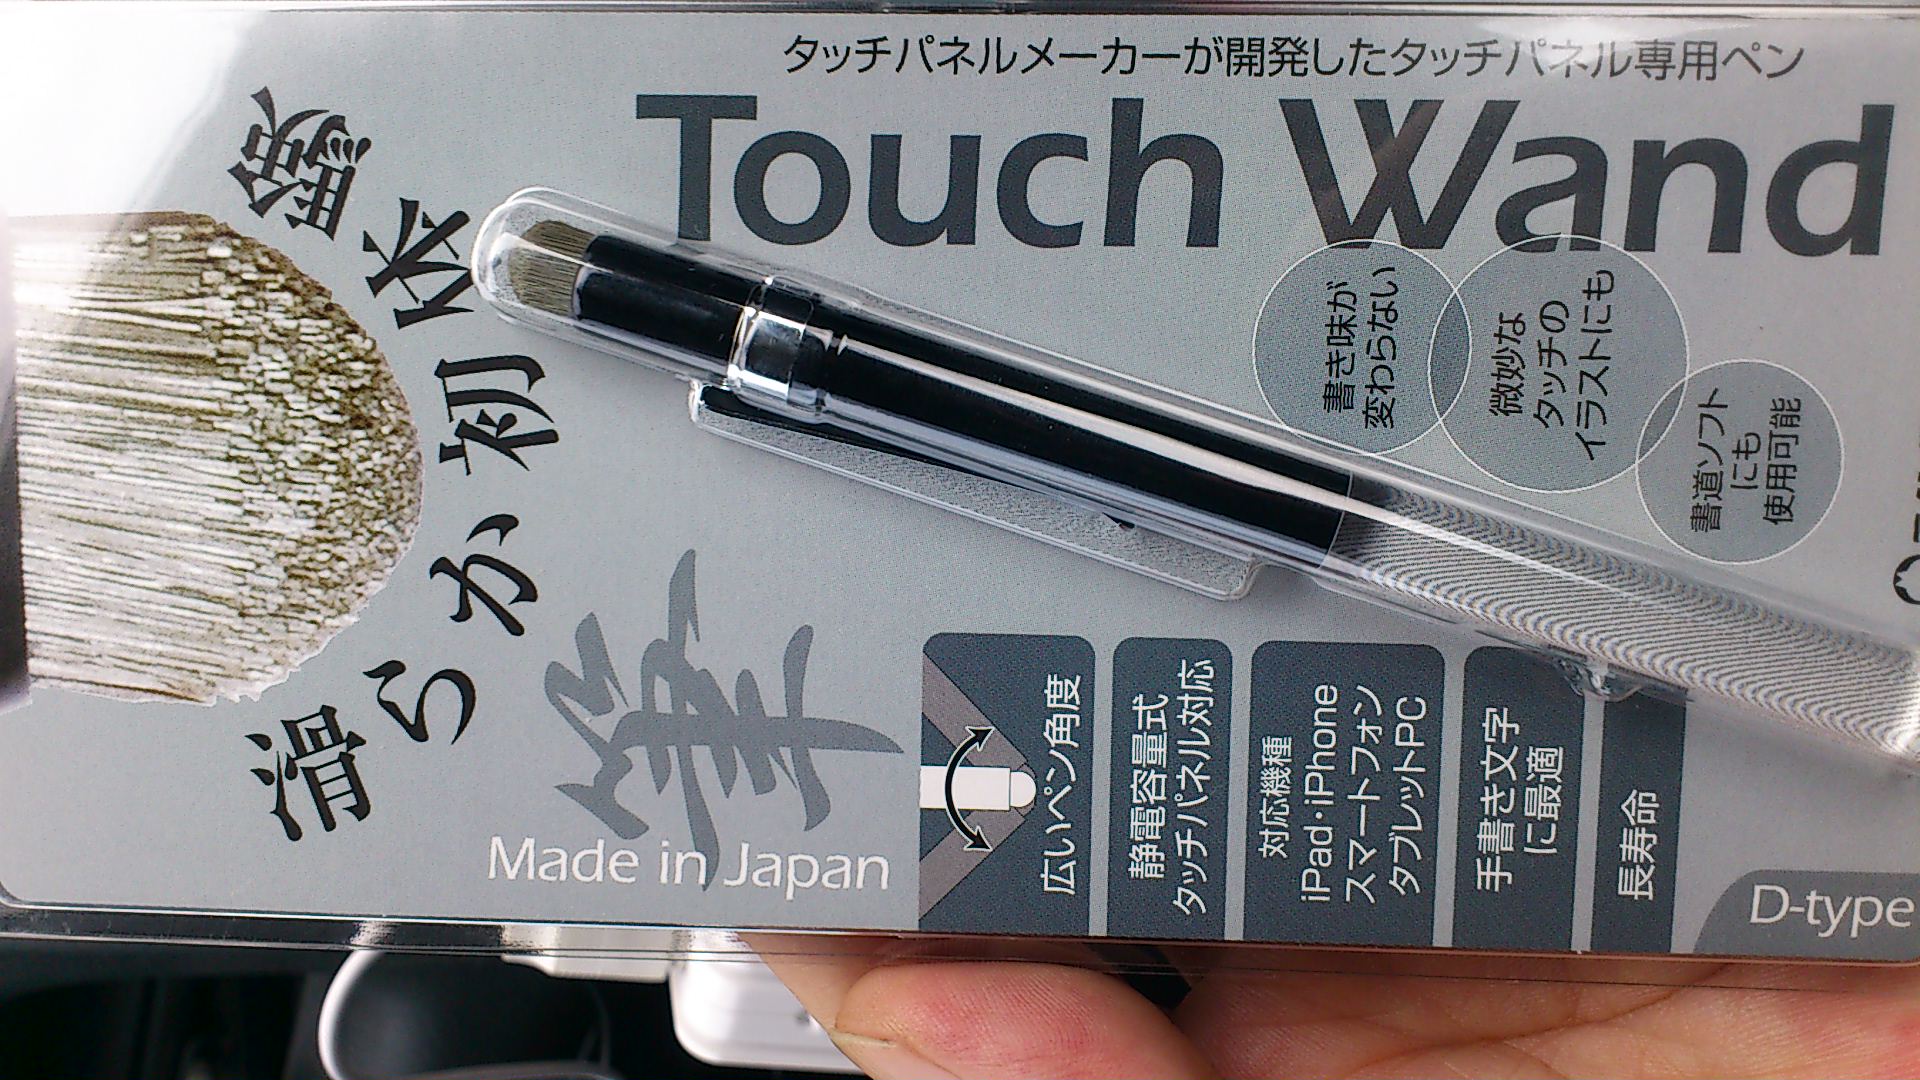 タッチパネルメーカーが開発したタッチパネル専用ペン
Touch Wand
滑らか初体験
筆
書き味が
変わらない
微妙な
タッチの
イラストにも
書道ソフト
にも
使用可能
Made in Japan
広いペン角度
静電容量式
タッチパネル対応
対応機種
iPad・iPhone
スマートフォン
タブレットPC
手書き文字
に最適
長寿命
D-type